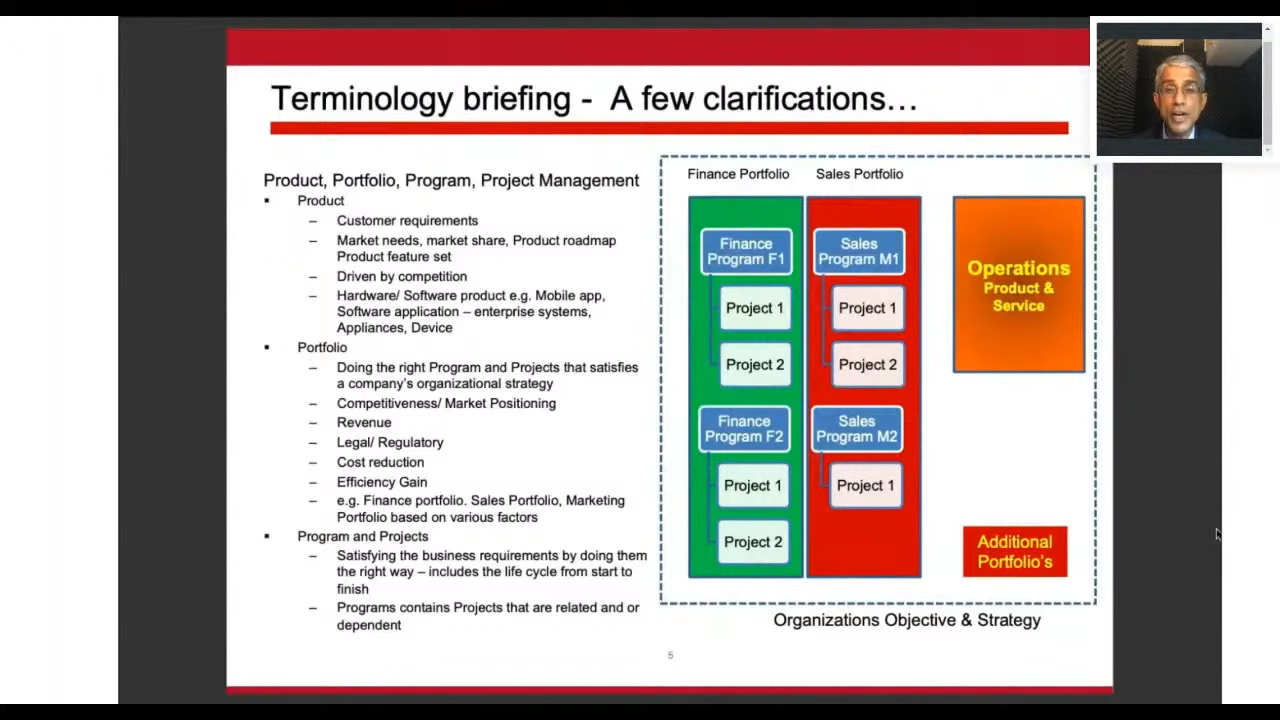 Terminology briefing - A few clarifications…
Product, Portfolio, Program, Project Management
Product
– Customer requirements
– Market needs, market share, Product roadmap
Product feature set
– Driven by competition
– Hardware/ Software product e.g. Mobile app,
Software application – enterprise systems,
Appliances, Device
Portfolio
– Doing the right Program and Projects that satisfies
a company's organizational strategy
– Competitiveness/ Market Positioning
– Revenue
– Legal/ Regulatory
– Cost reduction
– Efficiency Gain
– e.g. Finance portfolio. Sales Portfolio, Marketing
Portfolio based on various factors
Program and Projects
– Satisfying the business requirements by doing them
the right way – includes the life cycle from start to
finish
– Programs contains Projects that are related and or
dependent
Finance Portfolio
Finance
Program F1
Project 1
Project 2
Finance
Program F2
Project 1
Project 2
Sales Portfolio
Sales
Program M1
Project 1
Project 2
Sales
Program M2
Project 1
Operations
Product &
Service
Additional
Portfolio's
Organizations Objective & Strategy
5